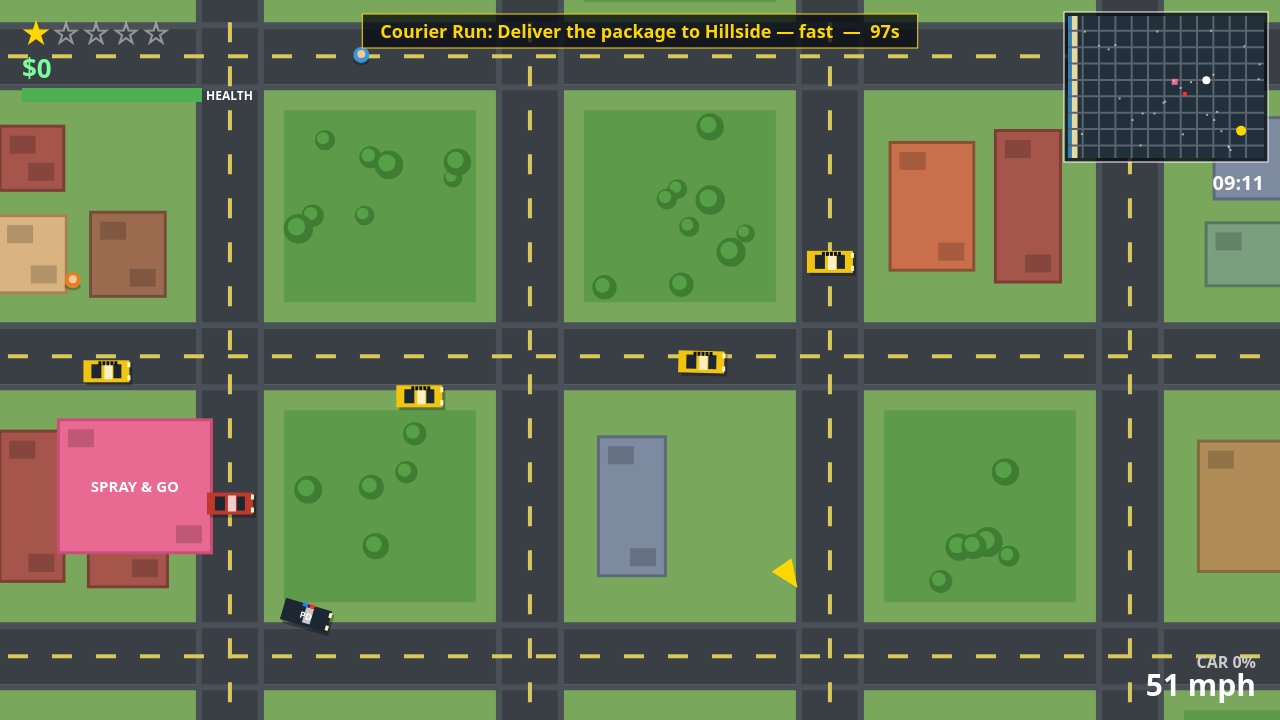 Courier Run: Deliver the package to Hillside — fast — 97s
$0
HEALTH
09:11
SPRAY & GO
CAR 0%
51 mph